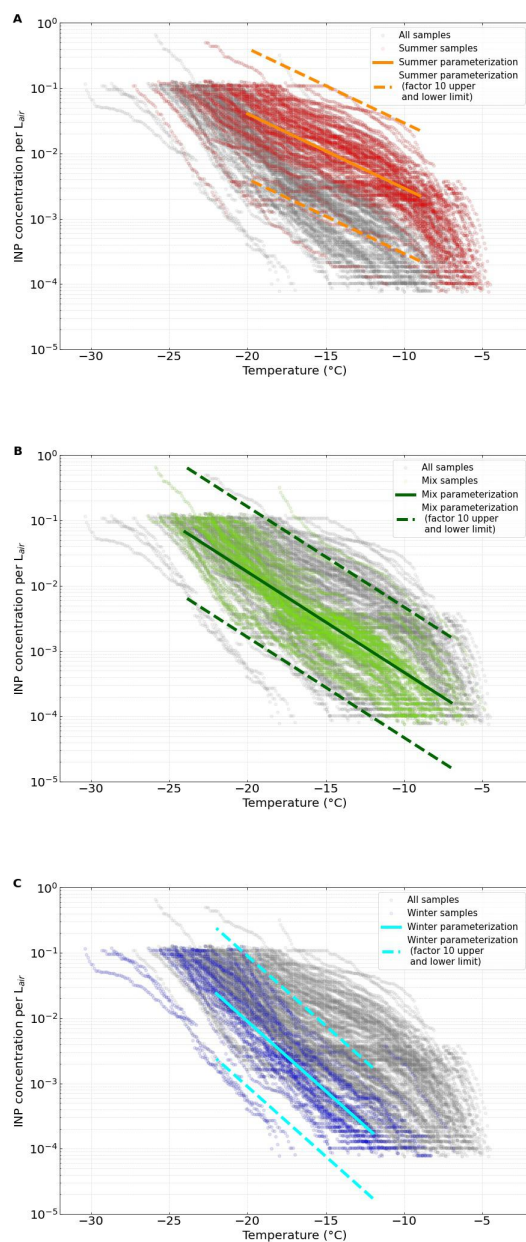 A
10⁰
10⁻¹
10⁻²
10⁻³
10⁻⁴
10⁻⁵
INP concentration per L_air
All samples
Summer samples
Summer parameterization
Summer parameterization
(factor 10 upper
and lower limit)
−30 −25 −20 −15 −10 −5
Temperature (°C)
B
10⁰
10⁻¹
10⁻²
10⁻³
10⁻⁴
10⁻⁵
INP concentration per L_air
All samples
Mix samples
Mix parameterization
Mix parameterization
(factor 10 upper
and lower limit)
−30 −25 −20 −15 −10 −5
Temperature (°C)
C
10⁰
10⁻¹
10⁻²
10⁻³
10⁻⁴
10⁻⁵
INP concentration per L_air
All samples
Winter samples
Winter parameterization
Winter parameterization
(factor 10 upper
and lower limit)
−30 −25 −20 −15 −10 −5
Temperature (°C)